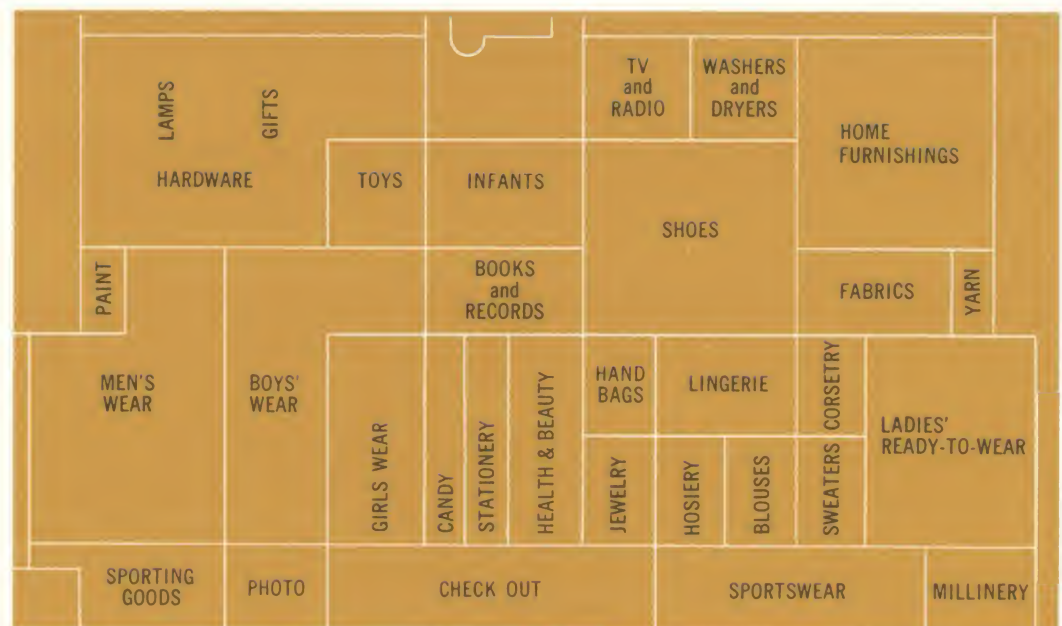 LAMPS
GIFTS
HARDWARE
TOYS
INFANTS
TV
and
RADIO
WASHERS
and
DRYERS
HOME
FURNISHINGS
SHOES
PAINT
BOOKS
and
RECORDS
FABRICS
YARN
MEN'S
WEAR
BOYS'
WEAR
GIRLS WEAR
CANDY
STATIONERY
HEALTH & BEAUTY
HAND
BAGS
LINGERIE
CORSETRY
LADIES'
READY-TO-WEAR
JEWELRY
HOSIERY
BLOUSES
SWEATERS
SPORTING
GOODS
PHOTO
CHECK OUT
SPORTSWEAR
MILLINERY